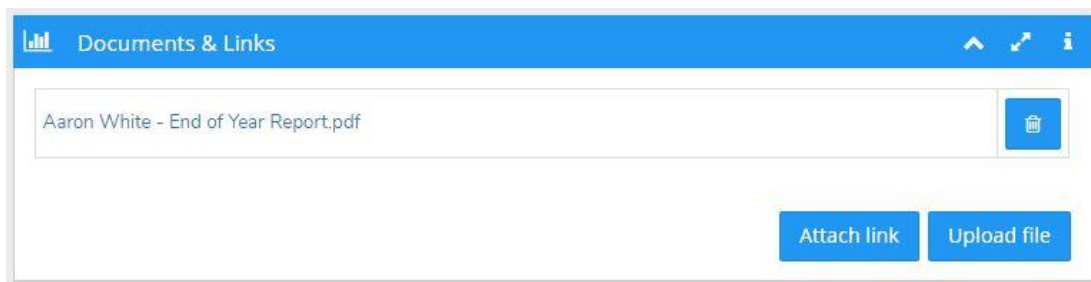 Documents & Links
Aaron White - End of Year Report.pdf
Attach link
Upload file